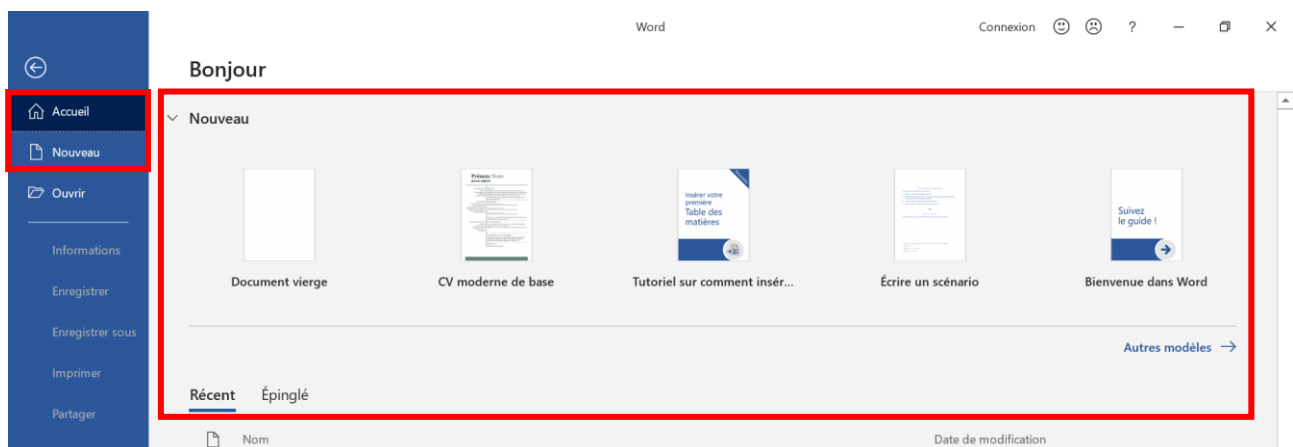 Word
Connexion
?
Bonjour
Accueil
Nouveau
Ouvrir
Informations
Enregistrer
Enregistrer sous
Imprimer
Partager
Nouveau
Prénom Nom
Insérer votre
première
Table des
matières
Suivez
le guide !
Document vierge
CV moderne de base
Tutoriel sur comment insér...
Écrire un scénario
Bienvenue dans Word
Autres modèles
Récent Épinglé
Nom Date de modification